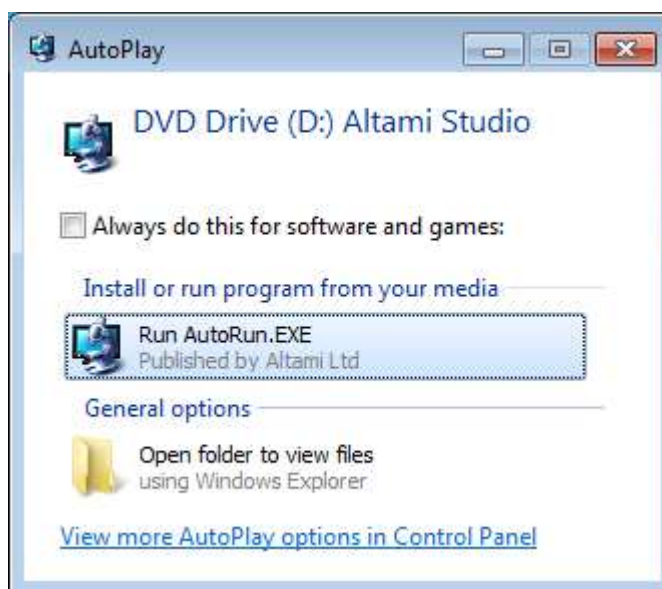 AutoPlay
DVD Drive (D:) Altami Studio
Always do this for software and games:
Install or run program from your media
Run AutoRun.EXE
Published by Altami Ltd
General options
Open folder to view files
using Windows Explorer
View more AutoPlay options in Control Panel